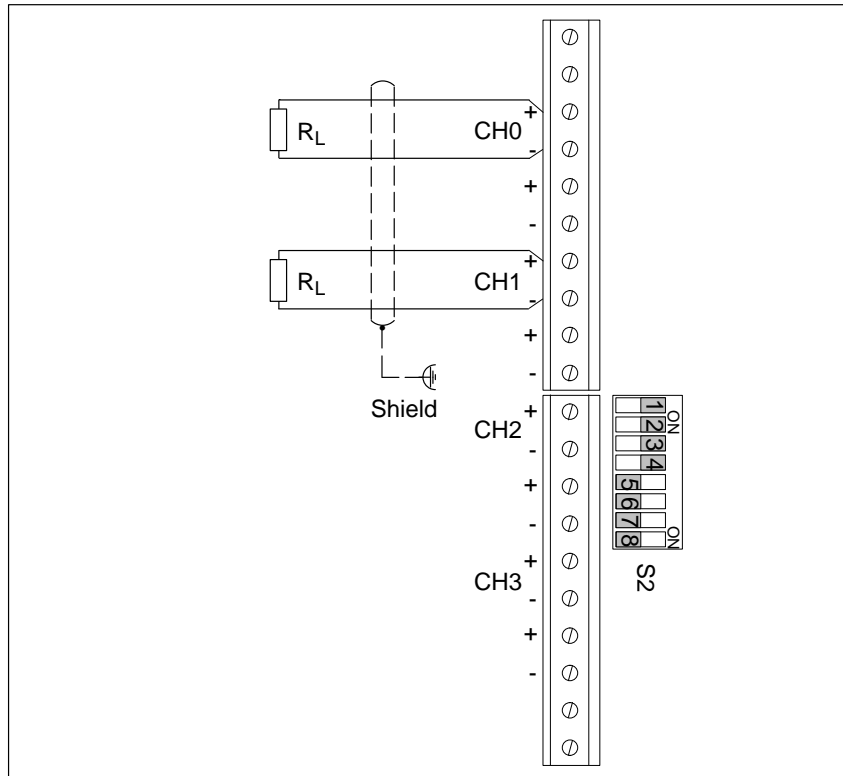 +
RL
CH0
-
+
-
+
RL
CH1
-
+
-
Shield
+
CH2
-
+
-
+
CH3
-
+
-
1
2
3
4
5
6
7
8
ON
ON
S2